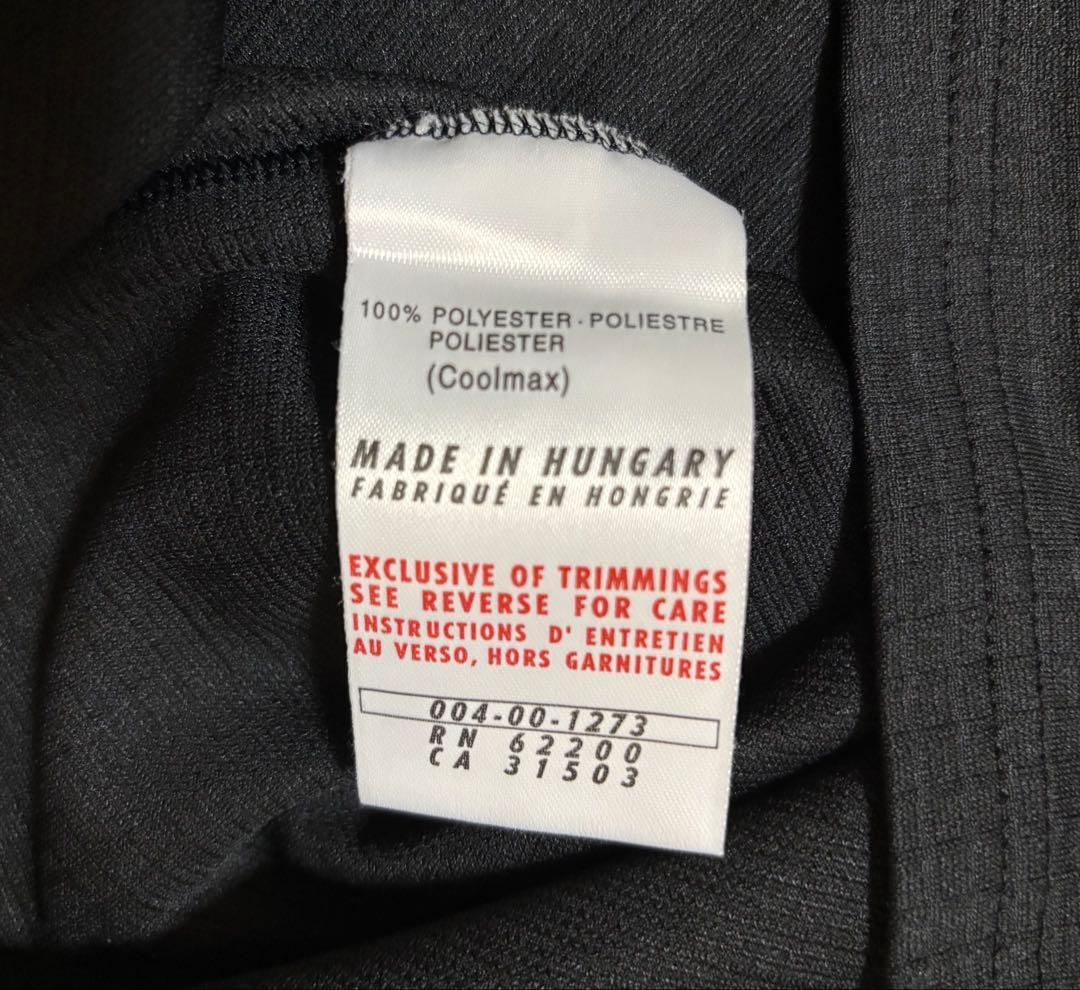 100% POLYESTER · POLIESTRE
POLIESTER
(Coolmax)
MADE IN HUNGARY
FABRIQUÉ EN HONGRIE
EXCLUSIVE OF TRIMMINGS
SEE REVERSE FOR CARE
INSTRUCTIONS D' ENTRETIEN
AU VERSO, HORS GARNITURES
004-00-1273
RN 62200
CA 31503